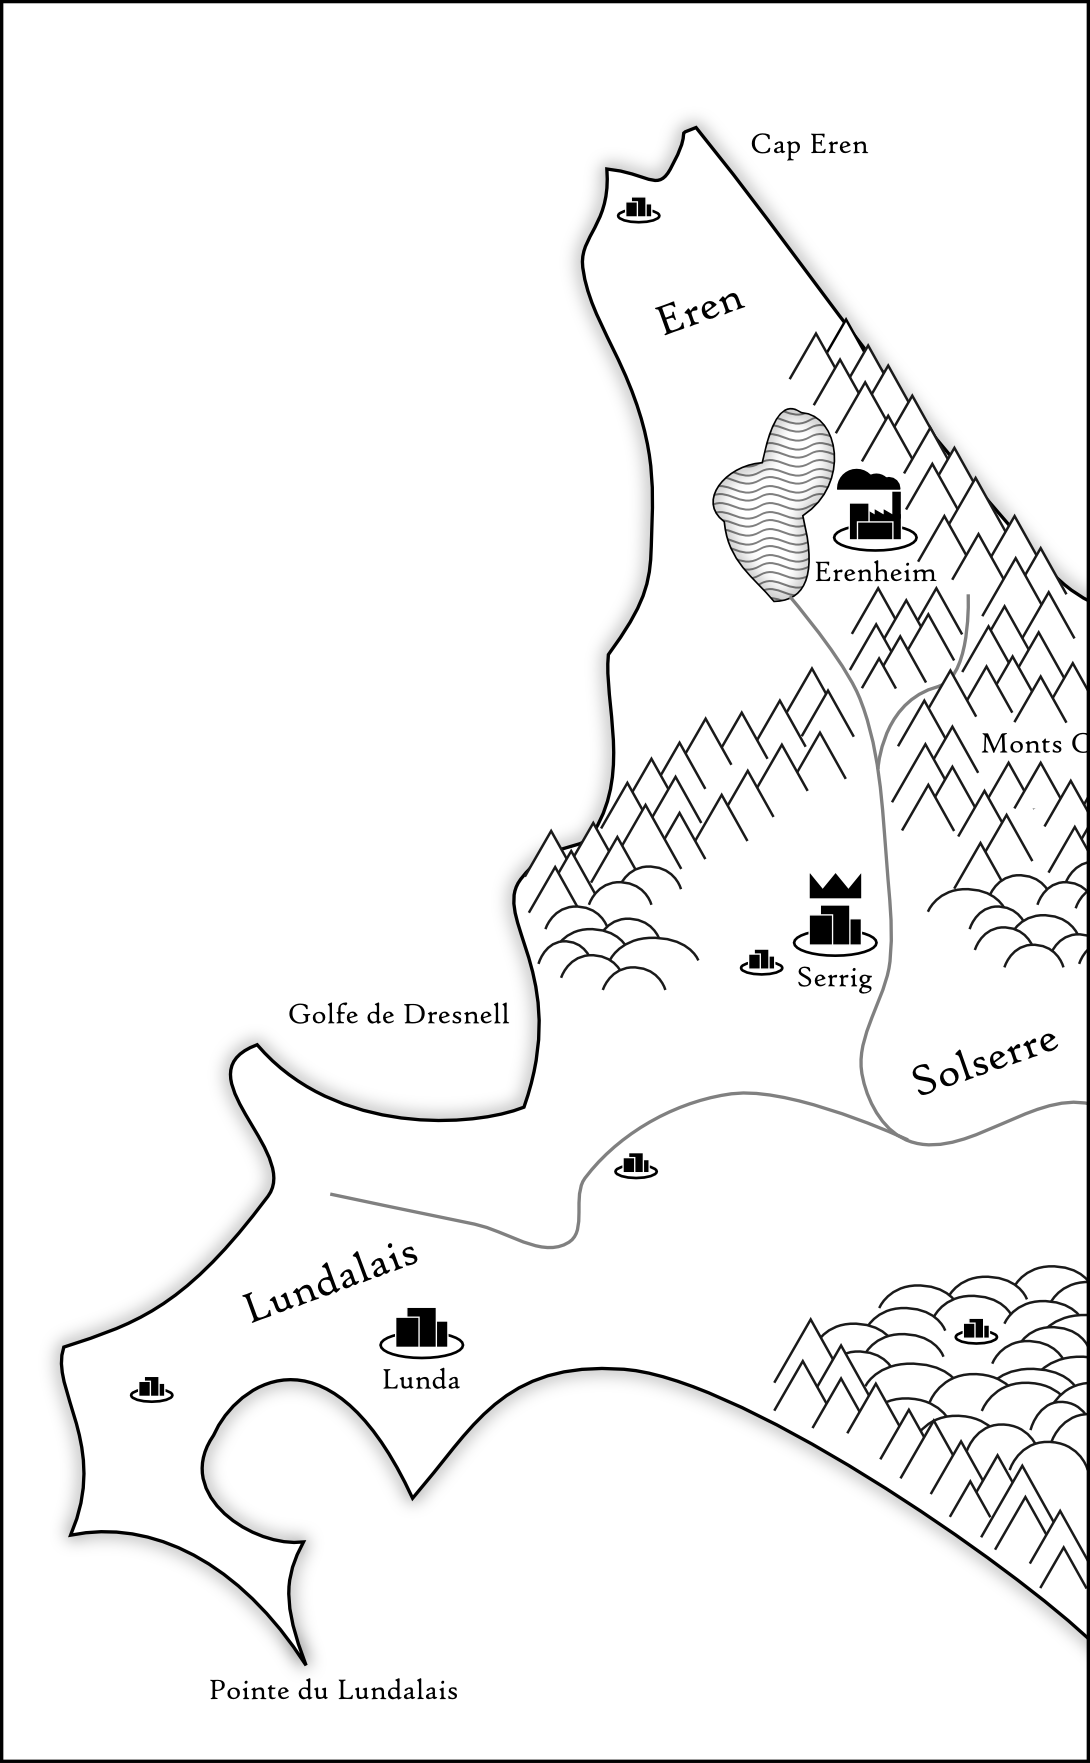 Cap Eren
Eren
Erenheim
Monts
Serrig
Golfe de Dresnell
Solserre
Lundalais
Lunda
Pointe du Lundalais